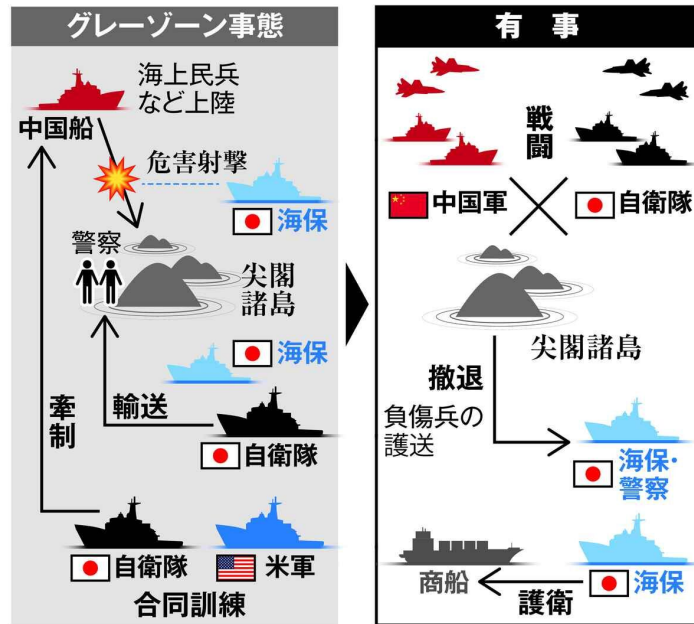 グレーゾーン事態
海上民兵
など上陸
中国船
危害射撃
海保
警察
尖閣
諸島
海保
輸送
牽制
自衛隊
自衛隊
米軍
合同訓練
有事
戦闘
中国軍
自衛隊
尖閣諸島
撤退
負傷兵の
護送
海保・
警察
商船
護衛
海保